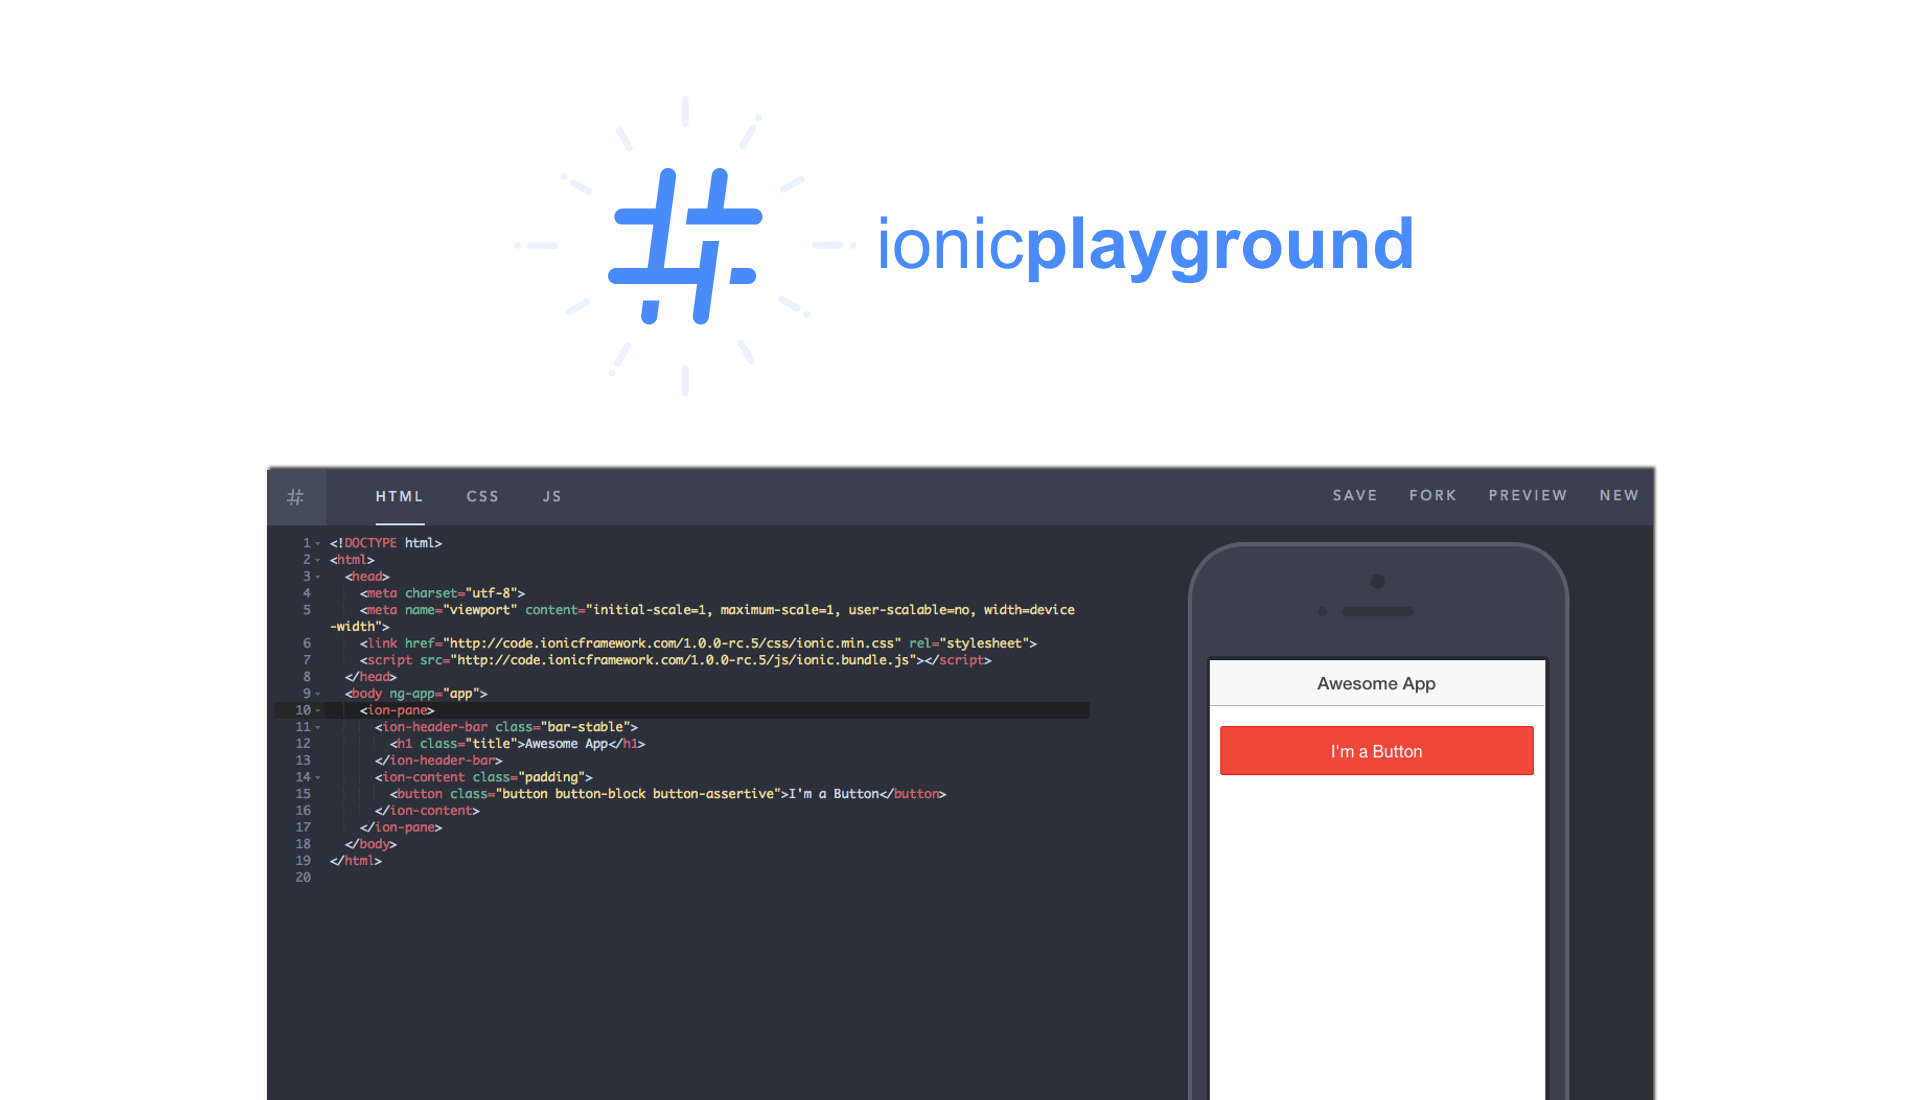 ionicplayground
# HTML CSS JS SAVE FORK PREVIEW NEW
1 <!DOCTYPE html>
2 <html>
3 <head>
4 <meta charset="utf-8">
5 <meta name="viewport" content="initial-scale=1, maximum-scale=1, user-scalable=no, width=device
-width">
6 <link href="http://code.ionicframework.com/1.0.0-rc.5/css/ionic.min.css" rel="stylesheet">
7 <script src="http://code.ionicframework.com/1.0.0-rc.5/js/ionic.bundle.js"></script>
8 </head>
9 <body ng-app="app">
10 <ion-pane>
11 <ion-header-bar class="bar-stable">
12 <h1 class="title">Awesome App</h1>
13 </ion-header-bar>
14 <ion-content class="padding">
15 <button class="button button-block button-assertive">I'm a Button</button>
16 </ion-content>
17 </ion-pane>
18 </body>
19 </html>
20
Awesome App
I'm a Button